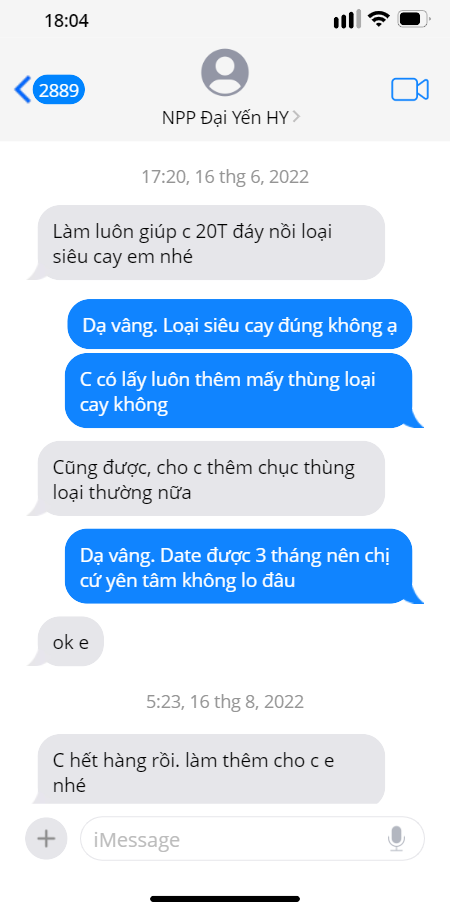 18:04
2889
NPP Đại Yến HY
17:20, 16 thg 6, 2022
Làm luôn giúp c 20T đáy nồi loại
siêu cay em nhé
Dạ vâng. Loại siêu cay đúng không ạ
C có lấy luôn thêm mấy thùng loại
cay không
Cũng được, cho c thêm chục thùng
loại thường nữa
Dạ vâng. Date được 3 tháng nên chị
cứ yên tâm không lo đâu
ok e
5:23, 16 thg 8, 2022
C hết hàng rồi. làm thêm cho c e
nhé
iMessage